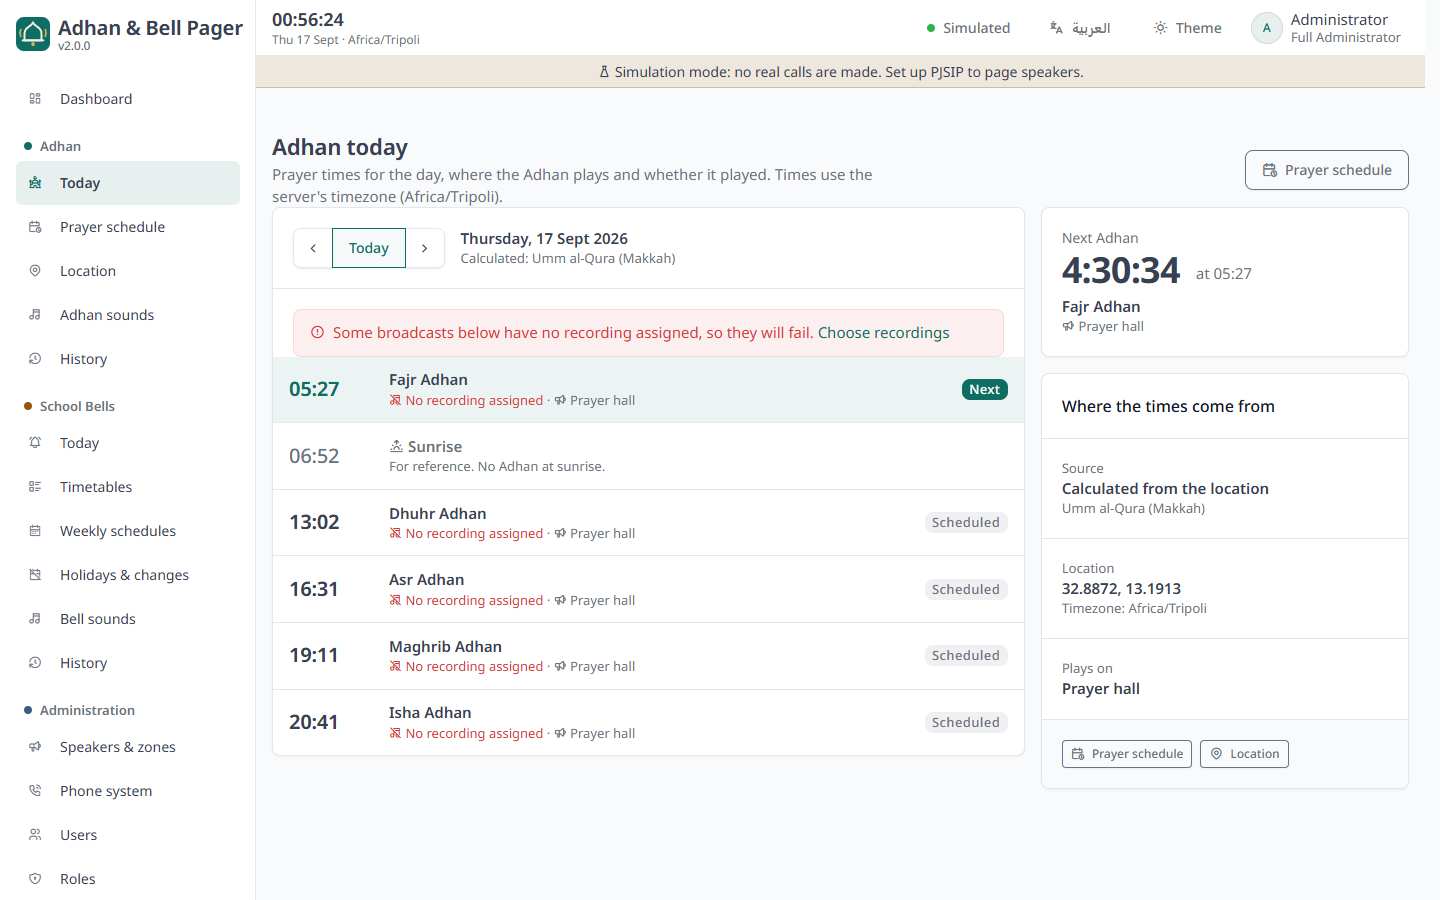 Adhan & Bell Pager
v2.0.0
Dashboard
Adhan
Today
Prayer schedule
Location
Adhan sounds
History
School Bells
Today
Timetables
Weekly schedules
Holidays & changes
Bell sounds
History
Administration
Speakers & zones
Phone system
Users
Roles
00:56:24
Thu 17 Sept · Africa/Tripoli
Simulated
العربية
Theme
A
Administrator
Full Administrator
Simulation mode: no real calls are made. Set up PJSIP to page speakers.
Adhan today
Prayer times for the day, where the Adhan plays and whether it played. Times use the
server's timezone (Africa/Tripoli).
Prayer schedule
Today
Thursday, 17 Sept 2026
Calculated: Umm al-Qura (Makkah)
Some broadcasts below have no recording assigned, so they will fail. Choose recordings
05:27
Fajr Adhan
No recording assigned · Prayer hall
Next
06:52
Sunrise
For reference. No Adhan at sunrise.
13:02
Dhuhr Adhan
No recording assigned · Prayer hall
Scheduled
16:31
Asr Adhan
No recording assigned · Prayer hall
Scheduled
19:11
Maghrib Adhan
No recording assigned · Prayer hall
Scheduled
20:41
Isha Adhan
No recording assigned · Prayer hall
Scheduled
Next Adhan
4:30:34 at 05:27
Fajr Adhan
Prayer hall
Where the times come from
Source
Calculated from the location
Umm al-Qura (Makkah)
Location
32.8872, 13.1913
Timezone: Africa/Tripoli
Plays on
Prayer hall
Prayer schedule
Location